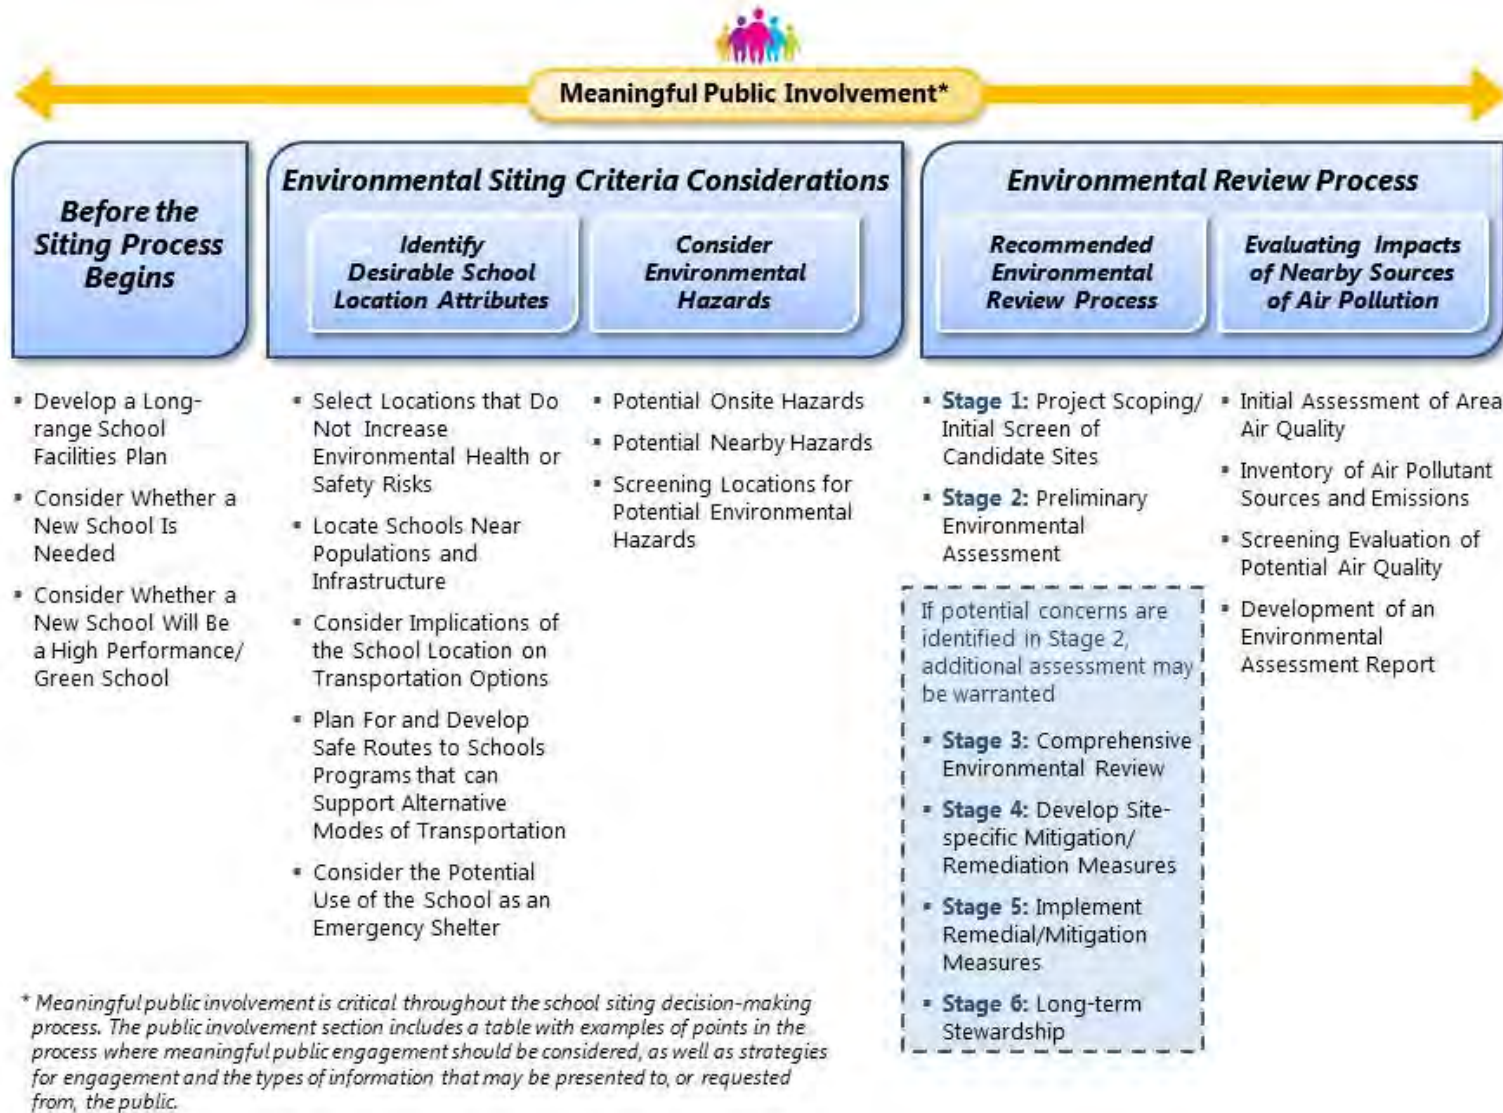 Meaningful Public Involvement*
Before the
Siting Process
Begins
Environmental Siting Criteria Considerations
Identify
Desirable School
Location Attributes
Consider
Environmental
Hazards
Environmental Review Process
Recommended
Environmental
Review Process
Evaluating Impacts
of Nearby Sources
of Air Pollution
▪ Develop a Long-
range School
Facilities Plan
▪ Consider Whether a
New School Is
Needed
▪ Consider Whether a
New School Will Be
a High Performance/
Green School
▪ Select Locations that Do
Not Increase
Environmental Health or
Safety Risks
▪ Locate Schools Near
Populations and
Infrastructure
▪ Consider Implications of
the School Location on
Transportation Options
▪ Plan For and Develop
Safe Routes to Schools
Programs that can
Support Alternative
Modes of Transportation
▪ Consider the Potential
Use of the School as an
Emergency Shelter
▪ Potential Onsite Hazards
▪ Potential Nearby Hazards
▪ Screening Locations for
Potential Environmental
Hazards
▪ Stage 1: Project Scoping/
Initial Screen of
Candidate Sites
▪ Stage 2: Preliminary
Environmental
Assessment
If potential concerns are
identified in Stage 2,
additional assessment may
be warranted
▪ Stage 3: Comprehensive
Environmental Review
▪ Stage 4: Develop Site-
specific Mitigation/
Remediation Measures
▪ Stage 5: Implement
Remedial/Mitigation
Measures
▪ Stage 6: Long-term
Stewardship
▪ Initial Assessment of Area
Air Quality
▪ Inventory of Air Pollutant
Sources and Emissions
▪ Screening Evaluation of
Potential Air Quality
▪ Development of an
Environmental
Assessment Report
* Meaningful public involvement is critical throughout the school siting decision-making
process. The public involvement section includes a table with examples of points in the
process where meaningful public engagement should be considered, as well as strategies
for engagement and the types of information that may be presented to, or requested
from, the public.